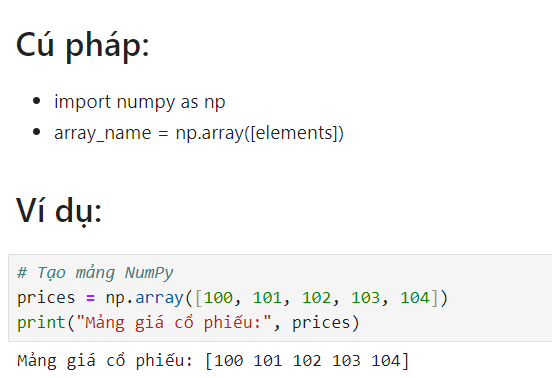 Cú pháp:
import numpy as np
array_name = np.array([elements])
Ví dụ:
# Tạo mảng NumPy
prices = np.array([100, 101, 102, 103, 104])
print("Mảng giá cổ phiếu:", prices)
Mảng giá cổ phiếu: [100 101 102 103 104]